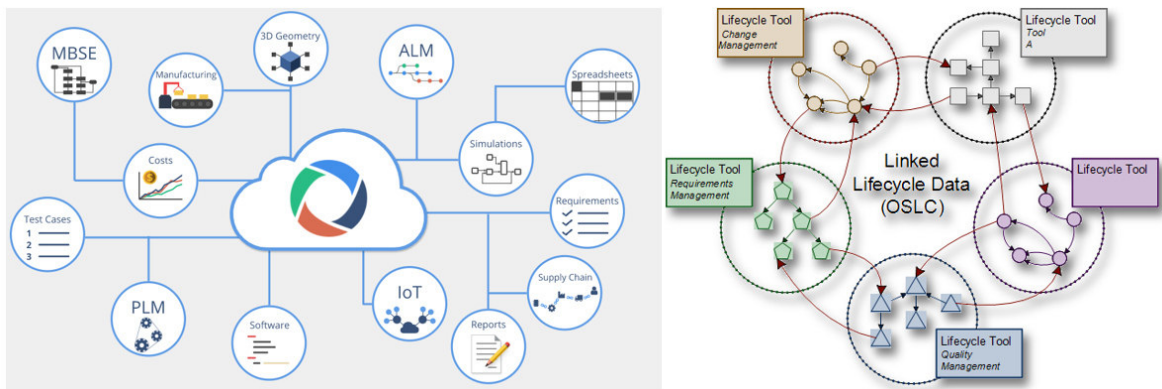 MBSE
Manufacturing
3D Geometry
ALM
Spreadsheets
Costs
Simulations
Test Cases
1
2
3
Requirements
PLM
Software
IoT
Reports
Supply Chain
Lifecycle Tool
Change
Management
Lifecycle Tool
Tool
A
Lifecycle Tool
Requirements
Management
Linked
Lifecycle Data
(OSLC)
Lifecycle Tool
Lifecycle Tool
Quality
Management